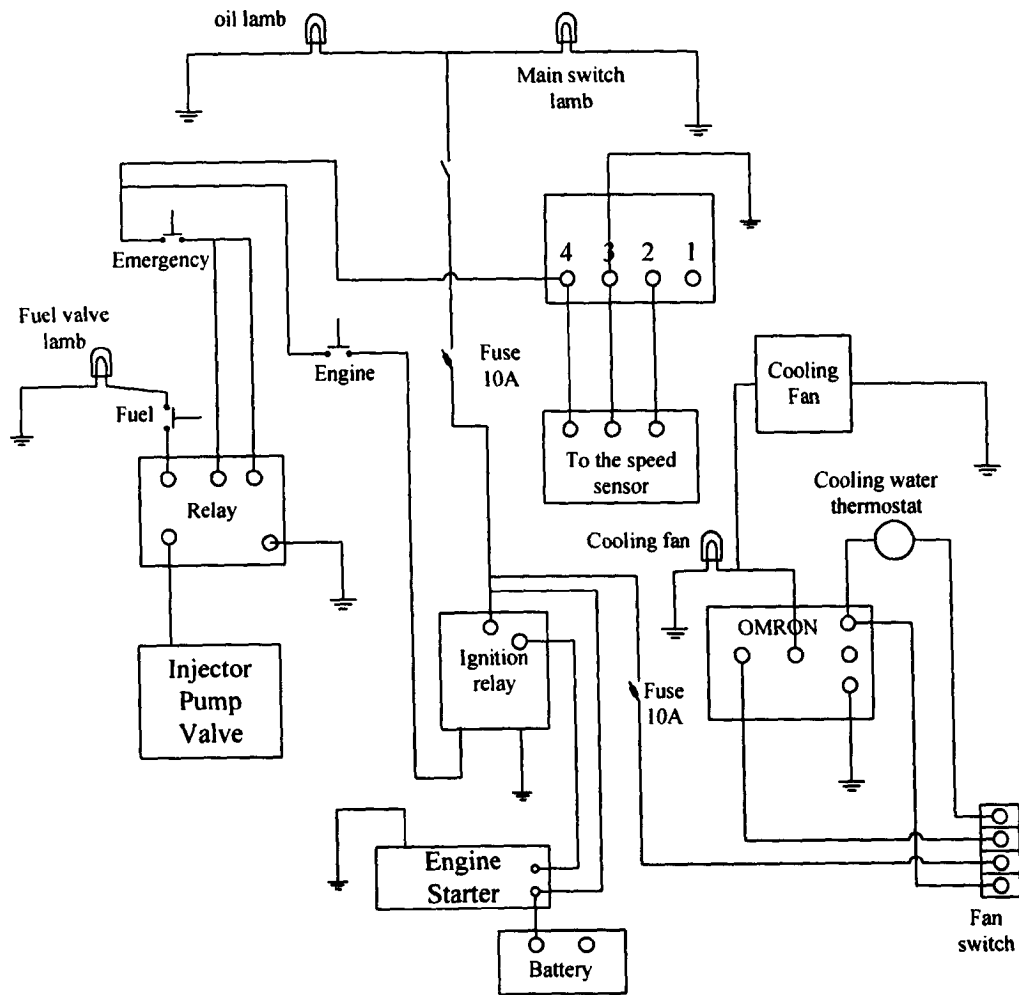 oil lamb
Main switch
lamb
4 3 2 1
Emergency
Fuel valve
lamb
Fuse
10A
Engine
Cooling
Fan
Fuel
To the speed
sensor
Cooling water
thermostat
Relay
Cooling fan
OMRON
Ignition
relay
Injector
Pump
Valve
Fuse
10A
Engine
Starter
Fan
switch
Battery